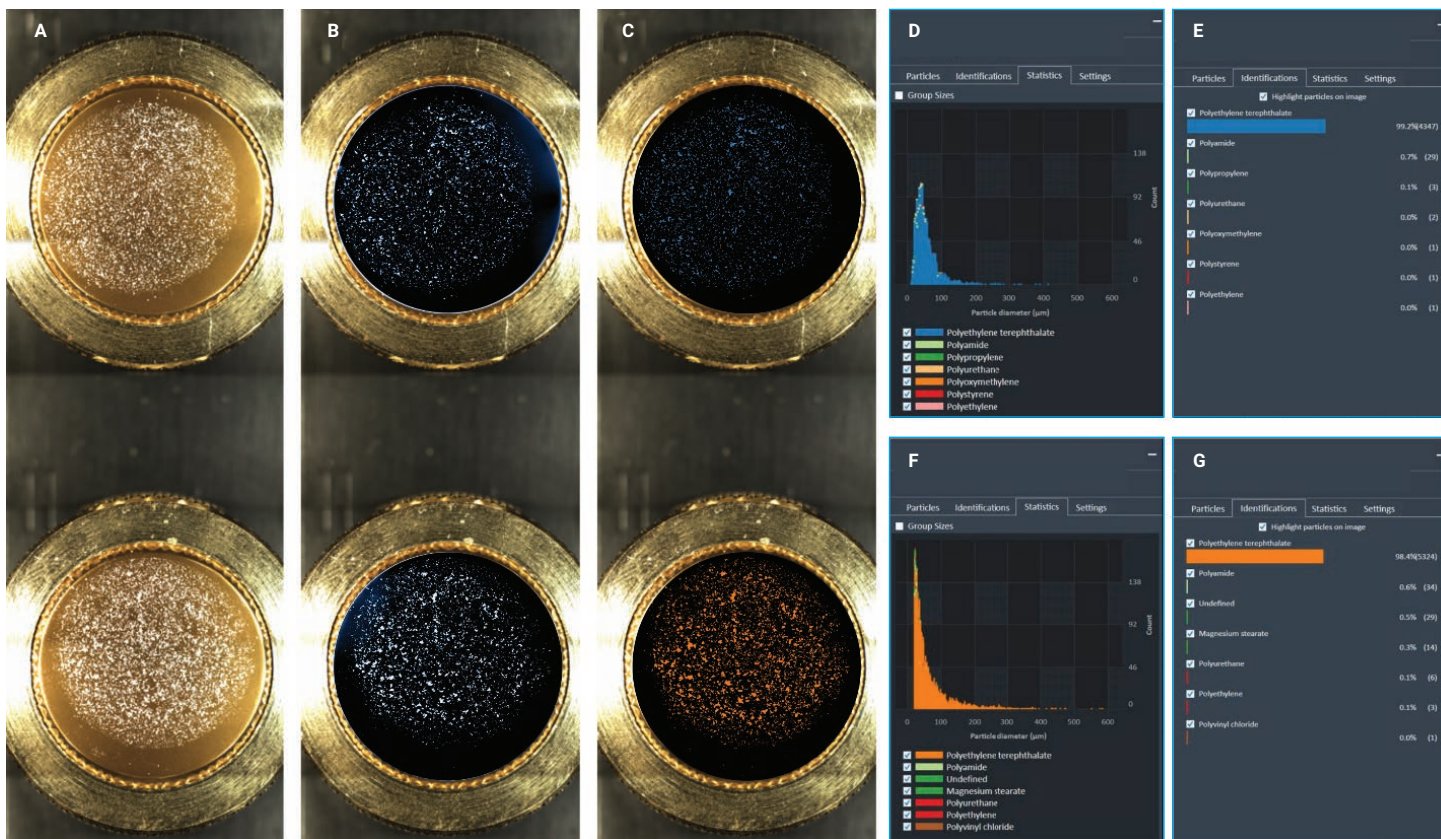 A
B
C
D
Particles Identifications Statistics Settings
Group Sizes
138
92
46
0
Count
0 100 200 300 400 500 600
Particle diameter [µm]
Polyethylene terephthalate
Polyamide
Polypropylene
Polyurethane
Polyoxymethylene
Polystyrene
Polyethylene
E
Particles Identifications Statistics Settings
Highlight particles on image
Polyethylene terephthalate
99.2% (4347)
Polyamide
0.7% (29)
Polypropylene
0.1% (3)
Polyurethane
0.0% (2)
Polyoxymethylene
0.0% (1)
Polystyrene
0.0% (1)
Polyethylene
0.0% (1)
F
Particles Identifications Statistics Settings
Group Sizes
138
92
46
0
Count
0 100 200 300 400 500 600
Particle diameter [µm]
Polyethylene terephthalate
Polyamide
Undefined
Magnesium stearate
Polyurethane
Polyethylene
Polyvinyl chloride
G
Particles Identifications Statistics Settings
Highlight particles on image
Polyethylene terephthalate
98.4% (5324)
Polyamide
0.6% (34)
Undefined
0.5% (29)
Magnesium stearate
0.3% (14)
Polyurethane
0.1% (6)
Polyethylene
0.1% (3)
Polyvinyl chloride
0.0% (1)